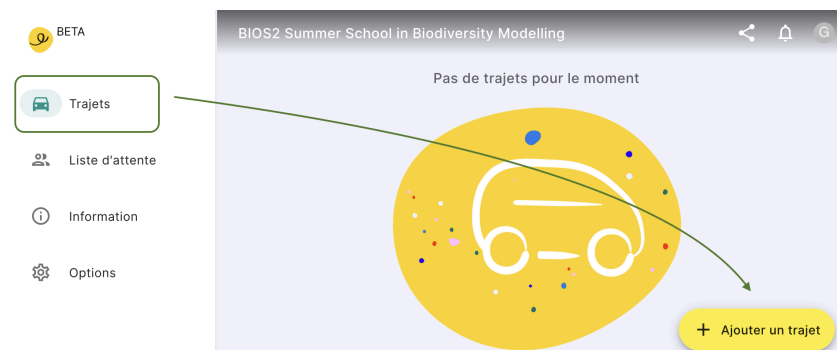 BETA
BIOS2 Summer School in Biodiversity Modelling
G
Pas de trajets pour le moment
Trajets
Liste d'attente
Information
Options
Ajouter un trajet